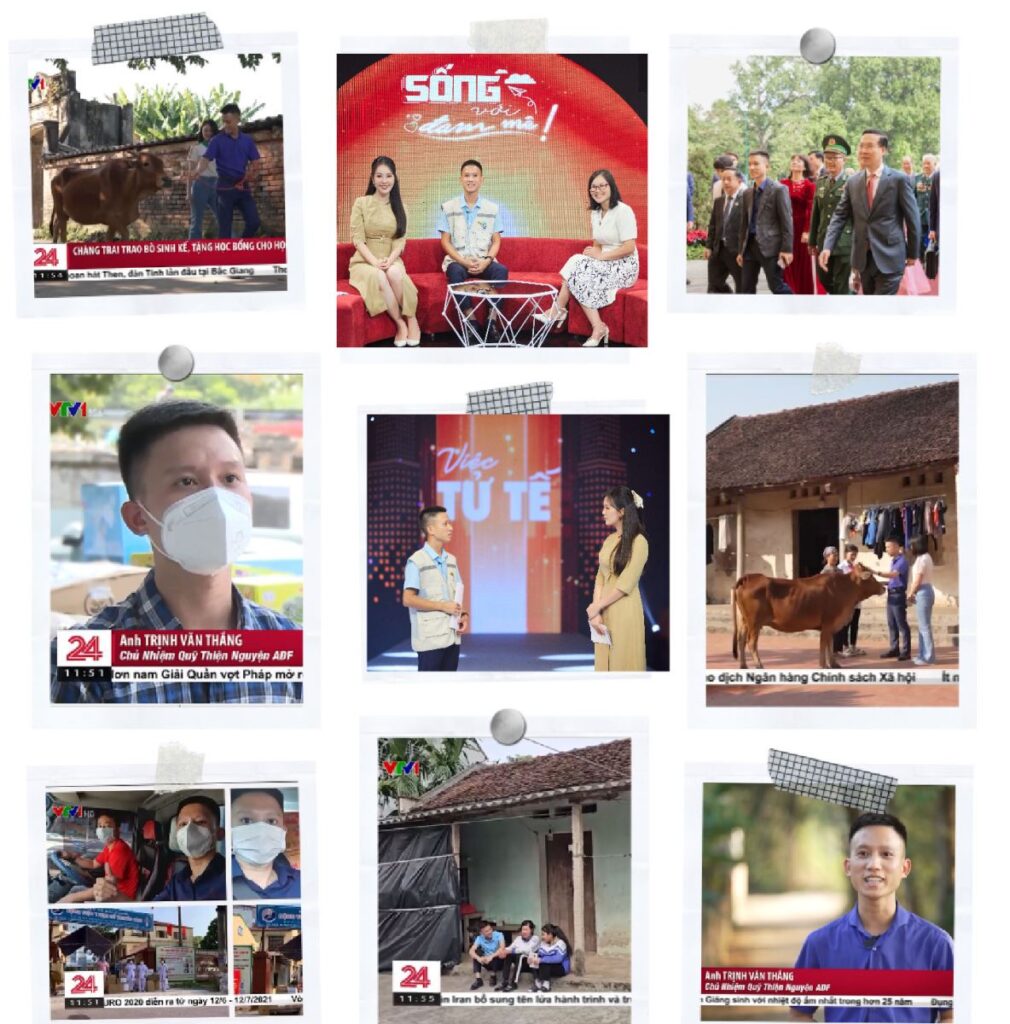 CHÀNG TRAI TRAO BÒ SINH KẾ, TẶNG HỌC BỔNG CHO HỌ
24
11:54
oạn hát Then, đàn Tính lần đầu tại Bắc Giang
SỐNG
với
đam mê!
VTV1
24
Anh TRỊNH VĂN THẮNG
Chủ Nhiệm Quỹ Thiện Nguyện ADF
11:51
Hơn nam Giải Quần vợt Pháp mở r
Việc
TỬ TẾ
o dịch Ngân hàng Chính sách Xã hội
VTV1 HD
24
11:51
URO 2020 diễn ra từ ngày 12/6 - 12/7/2021
VTV1
24
11:55
n Iran bổ sung tên lửa hành trình và tr
Anh TRỊNH VĂN THẮNG
Chủ Nhiệm Quỹ Thiện Nguyện ADF
n Giáng sinh với nhiệt độ ấm nhất trong hơn 25 năm